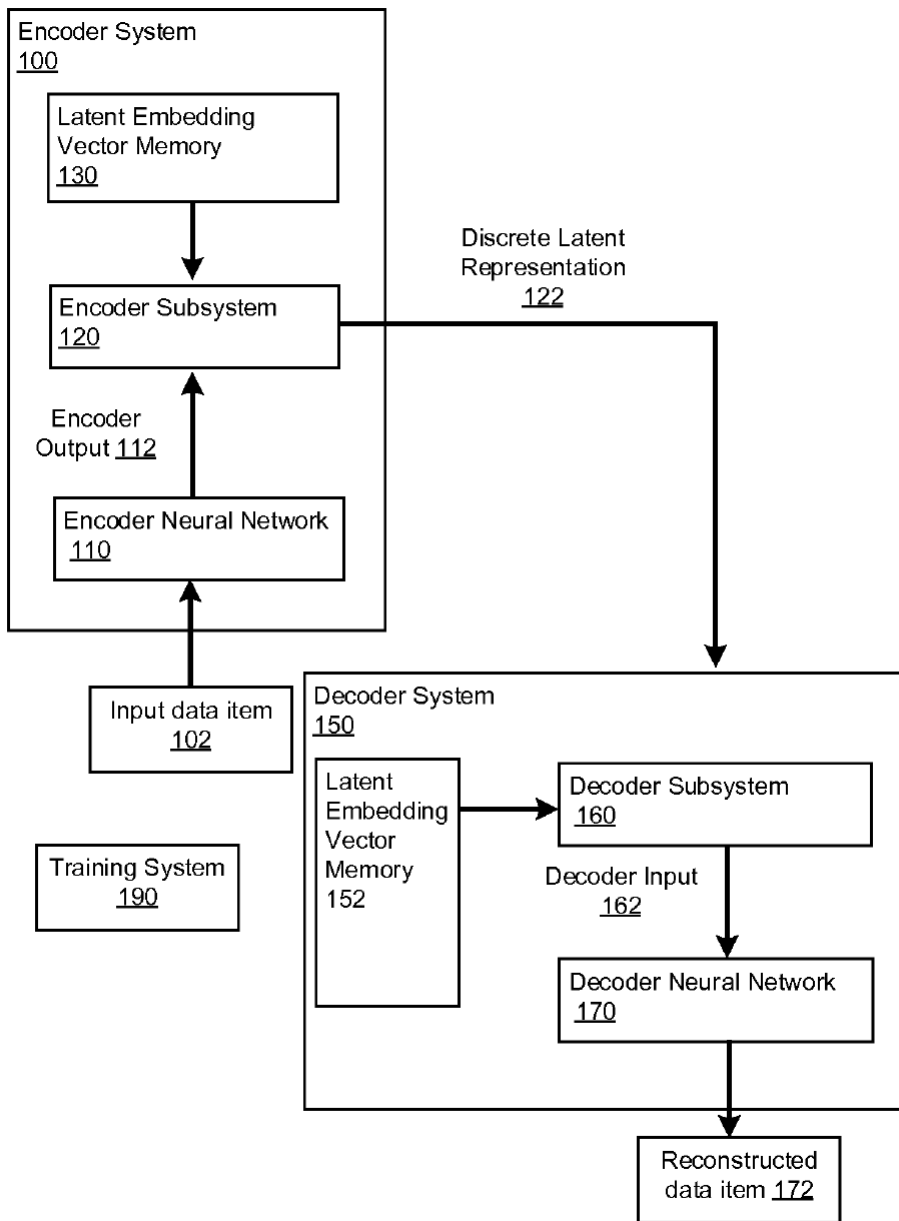 Encoder System
100
Latent Embedding
Vector Memory
130
Encoder Subsystem
120
Encoder
Output 112
Encoder Neural Network
110
Input data item
102
Training System
190
Discrete Latent
Representation
122
Decoder System
150
Latent
Embedding
Vector
Memory
152
Decoder Subsystem
160
Decoder Input
162
Decoder Neural Network
170
Reconstructed
data item 172